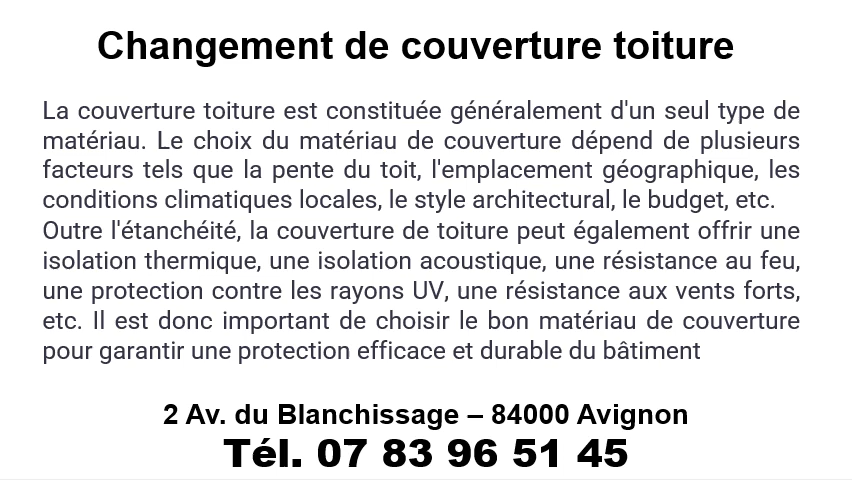 Changement de couverture toiture
La couverture toiture est constituée généralement d'un seul type de
matériau. Le choix du matériau de couverture dépend de plusieurs
facteurs tels que la pente du toit, l'emplacement géographique, les
conditions climatiques locales, le style architectural, le budget, etc.
Outre l'étanchéité, la couverture de toiture peut également offrir une
isolation thermique, une isolation acoustique, une résistance au feu,
une protection contre les rayons UV, une résistance aux vents forts,
etc. Il est donc important de choisir le bon matériau de couverture
pour garantir une protection efficace et durable du bâtiment
2 Av. du Blanchissage – 84000 Avignon
Tél. 07 83 96 51 45